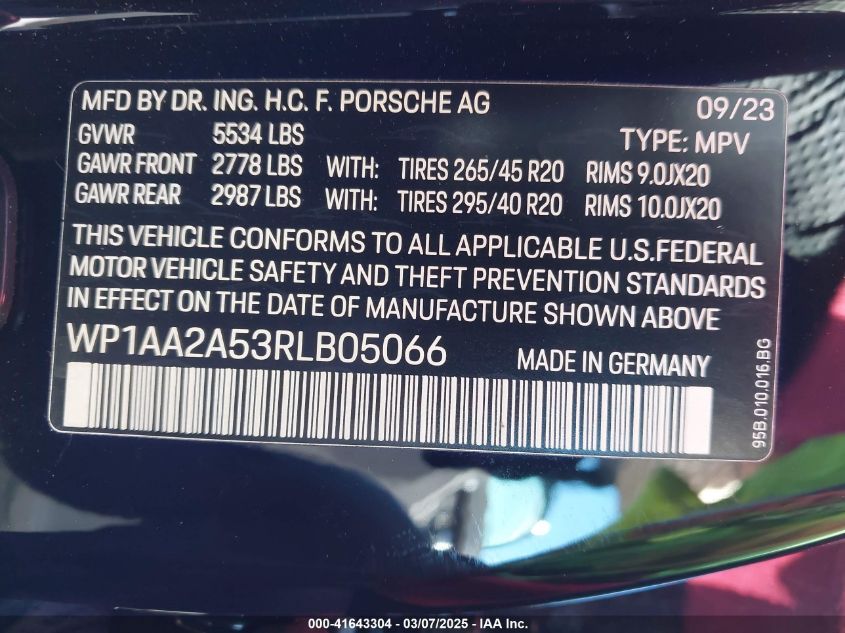 MFD BY DR. ING. H.C. F. PORSCHE AG 09/23
GVWR 5534 LBS TYPE: MPV
GAWR FRONT 2778 LBS WITH: TIRES 265/45 R20 RIMS 9.0JX20
GAWR REAR 2987 LBS WITH: TIRES 295/40 R20 RIMS 10.0JX20
THIS VEHICLE CONFORMS TO ALL APPLICABLE U.S.FEDERAL
MOTOR VEHICLE SAFETY AND THEFT PREVENTION STANDARDS
IN EFFECT ON THE DATE OF MANUFACTURE SHOWN ABOVE
WP1AA2A53RLB05066 MADE IN GERMANY
95B.010.016.BG
000-41643304 — 03/07/2025 — IAA Inc.